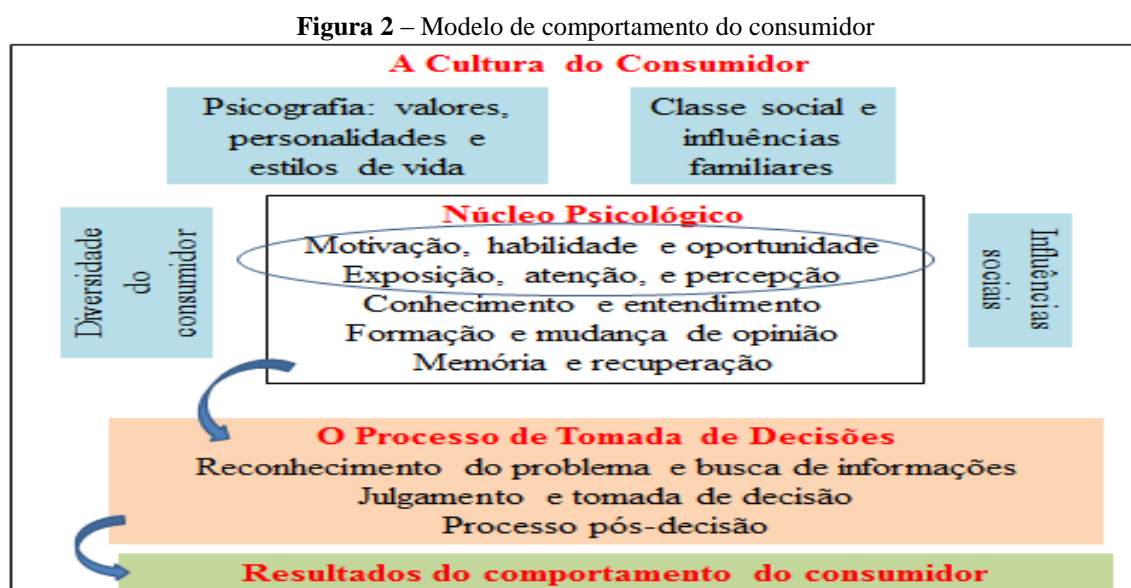 Figura 2 – Modelo de comportamento do consumidor
A Cultura do Consumidor
Psicografia: valores,
personalidades e
estilos de vida
Classe social e
influências
familiares
Diversidade
do
consumidor
Núcleo Psicológico
Motivação, habilidade e oportunidade
Exposição, atenção, e percepção
Conhecimento e entendimento
Formação e mudança de opinião
Memória e recuperação
Influências
sociais
O Processo de Tomada de Decisões
Reconhecimento do problema e busca de informações
Julgamento e tomada de decisão
Processo pós-decisão
Resultados do comportamento do consumidor